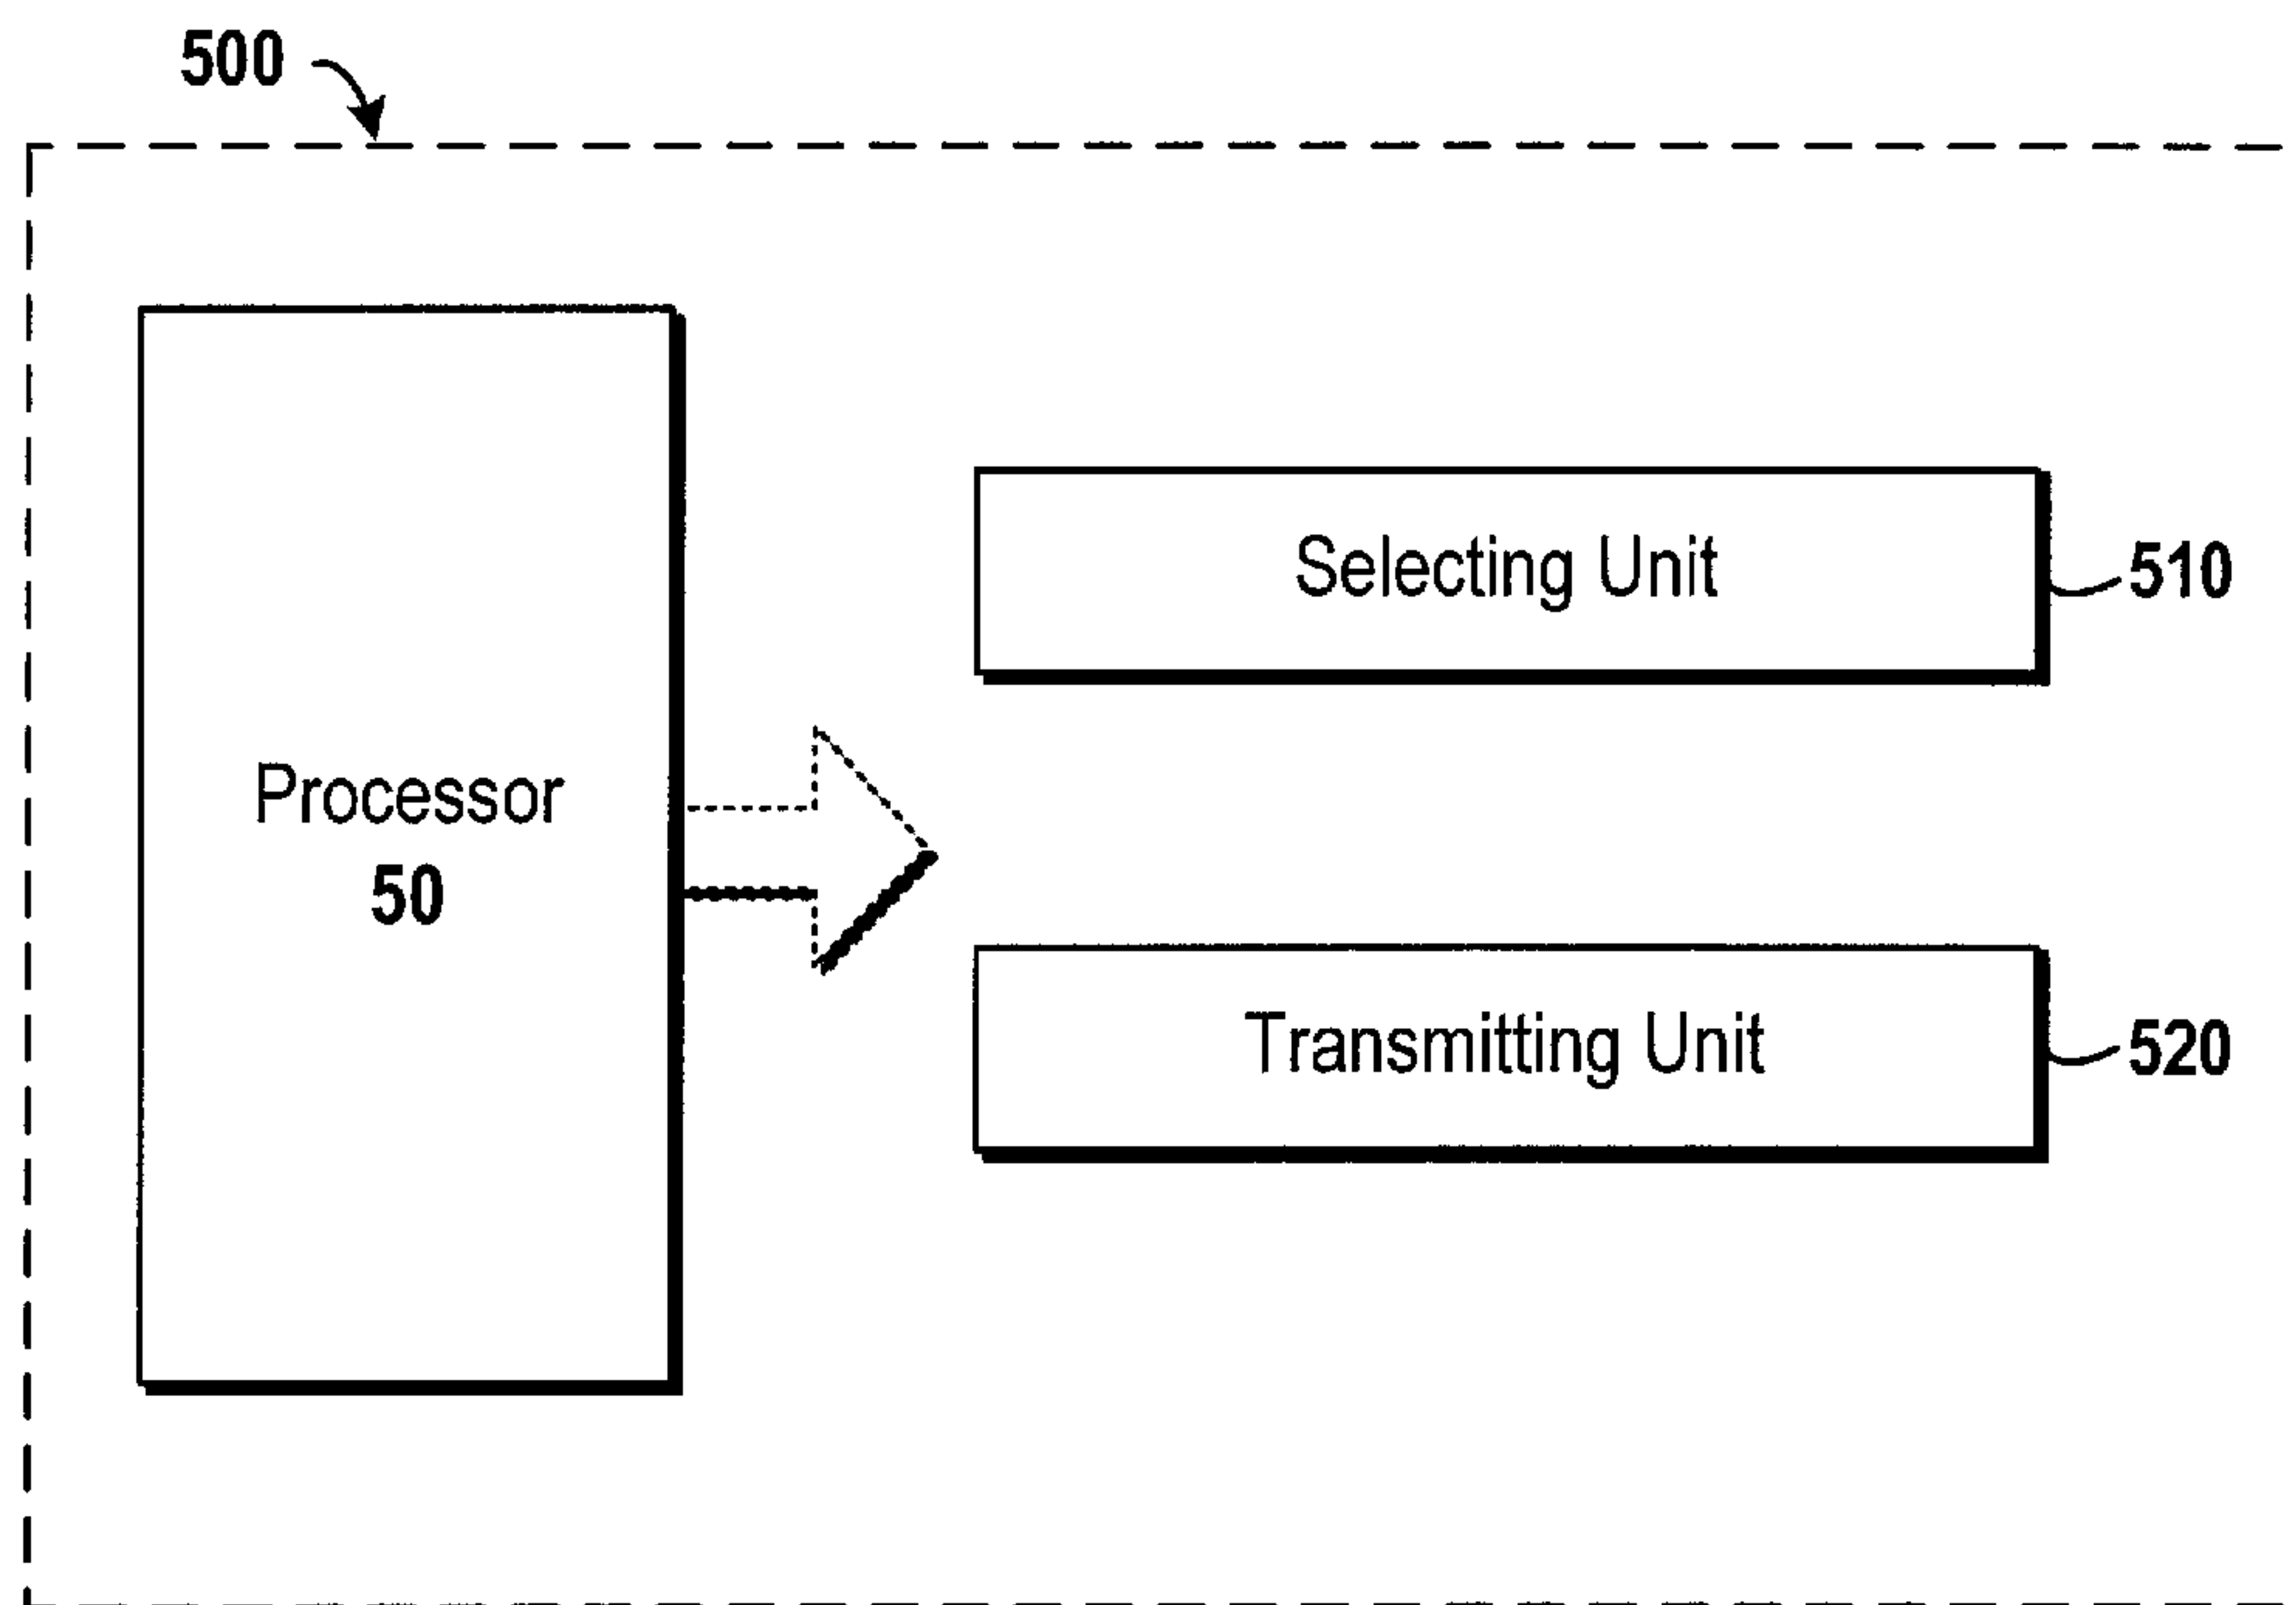 500
Selecting Unit
510
Processor
50
Transmitting Unit
520